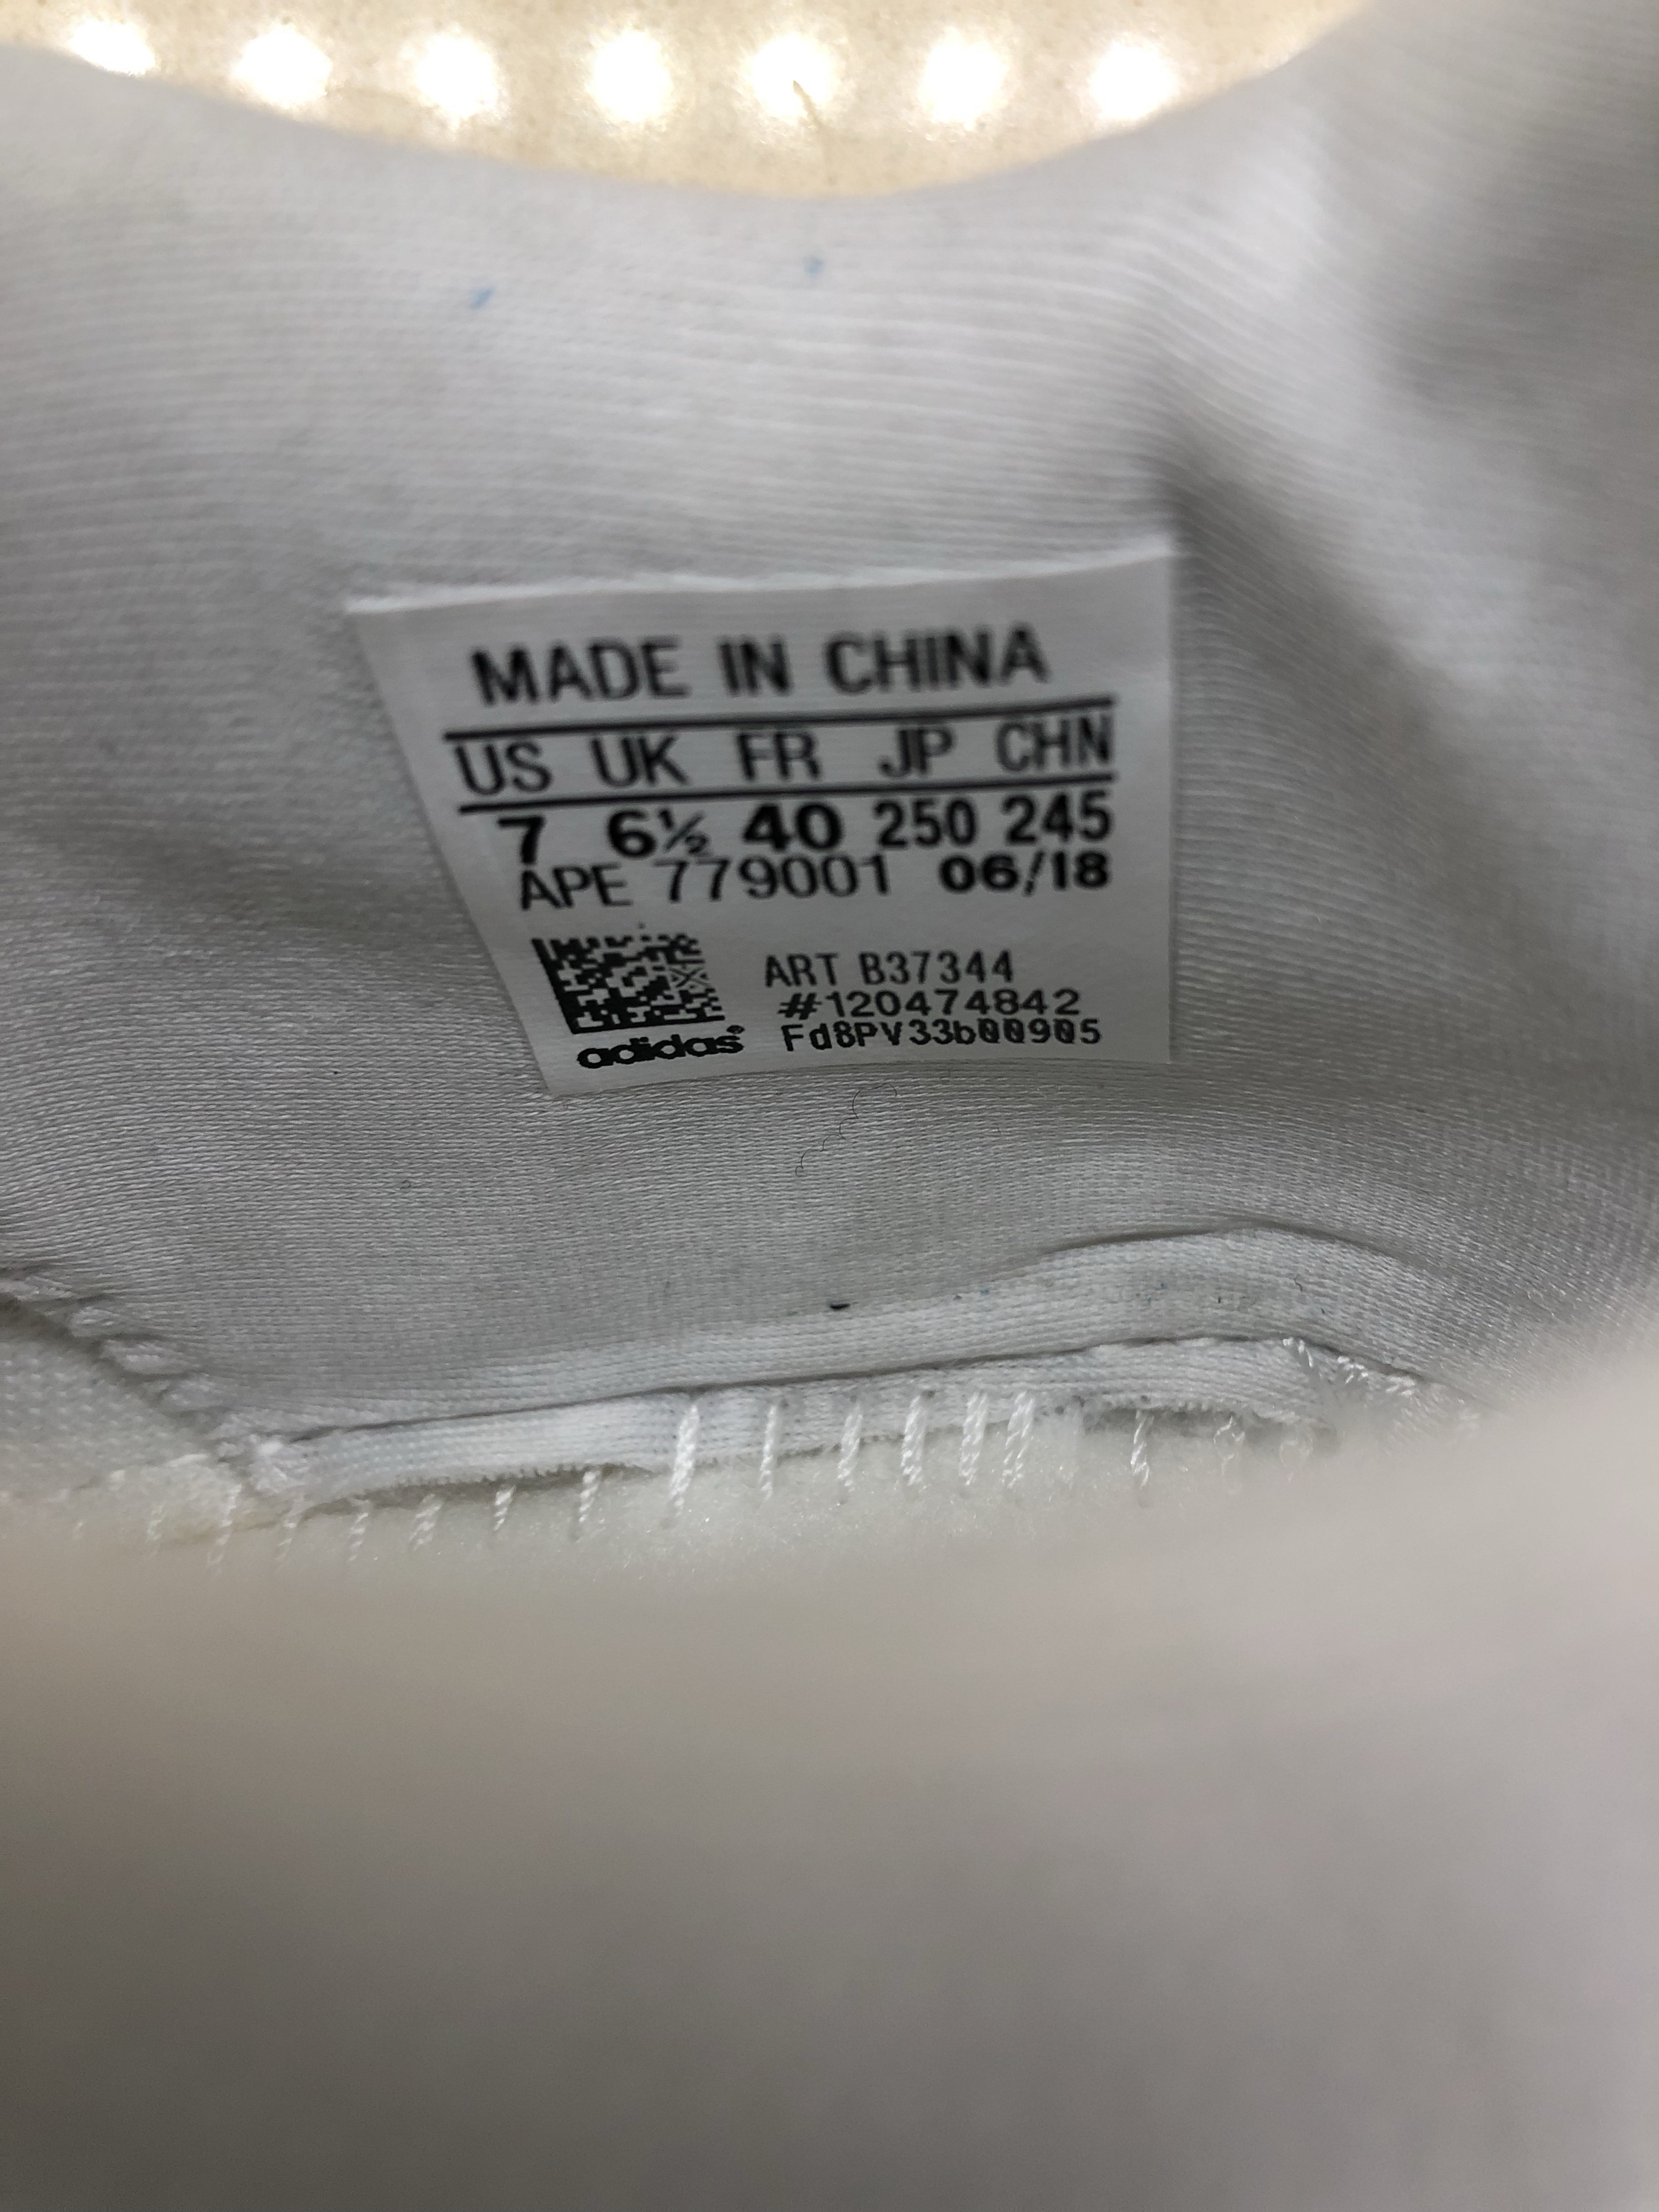 MADE IN CHINA
US UK FR JP CHN
7 6½ 40 250 245
APE 779001 06/18
ART B37344
#120474842
adidas® Fd8PV33b00905